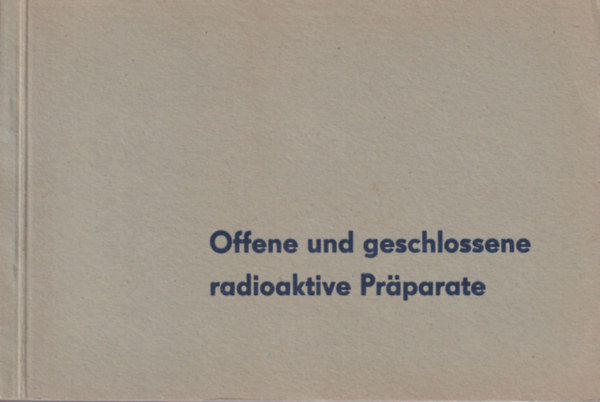 Offene und geschlossene
radioaktive Präparate